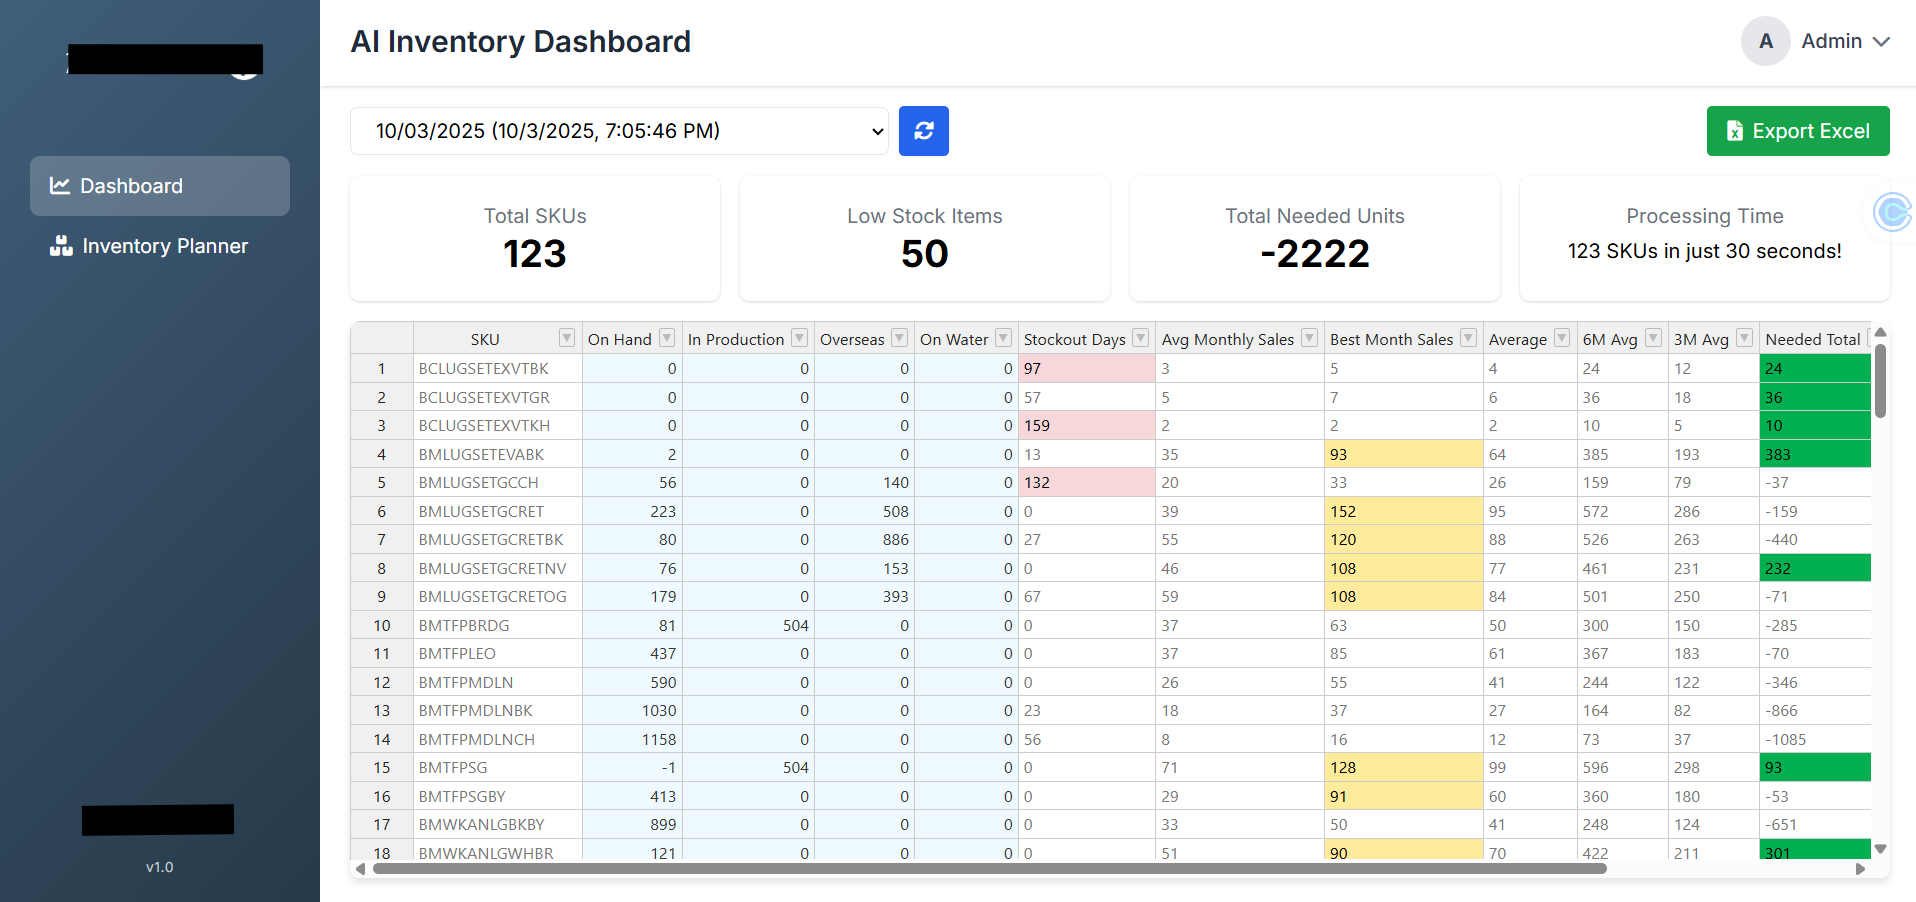 AI Inventory Dashboard
A Admin
Dashboard
Inventory Planner
v1.0
10/03/2025 (10/3/2025, 7:05:46 PM)
Export Excel
Total SKUs
123
Low Stock Items
50
Total Needed Units
-2222
Processing Time
123 SKUs in just 30 seconds!
SKU On Hand In Production Overseas On Water Stockout Days Avg Monthly Sales Best Month Sales Average 6M Avg 3M Avg Needed Total
1 BCLUGSETEXVTBK 0 0 0 0 97 3 5 4 24 12 24
2 BCLUGSETEXVTGR 0 0 0 0 57 5 7 6 36 18 36
3 BCLUGSETEXVTKH 0 0 0 0 159 2 2 2 10 5 10
4 BMLUGSETEVABK 2 0 0 0 13 35 93 64 385 193 383
5 BMLUGSETGCCH 56 0 140 0 132 20 33 26 159 79 -37
6 BMLUGSETGCRET 223 0 508 0 0 39 152 95 572 286 -159
7 BMLUGSETGCRETBK 80 0 886 0 27 55 120 88 526 263 -440
8 BMLUGSETGCRETNV 76 0 153 0 0 46 108 77 461 231 232
9 BMLUGSETGCRETOG 179 0 393 0 67 59 108 84 501 250 -71
10 BMTFPBRDG 81 504 0 0 0 37 63 50 300 150 -285
11 BMTFPLEO 437 0 0 0 0 37 85 61 367 183 -70
12 BMTFPMDLN 590 0 0 0 0 26 55 41 244 122 -346
13 BMTFPMDLNBK 1030 0 0 0 23 18 37 27 164 82 -866
14 BMTFPMDLNCH 1158 0 0 0 56 8 16 12 73 37 -1085
15 BMTFPSG -1 504 0 0 0 71 128 99 596 298 93
16 BMTFPSGBY 413 0 0 0 0 29 91 60 360 180 -53
17 BMWKANLGBKBY 899 0 0 0 0 33 50 41 248 124 -651
18 BMWKANLGWHBR 121 0 0 0 0 51 90 70 422 211 301